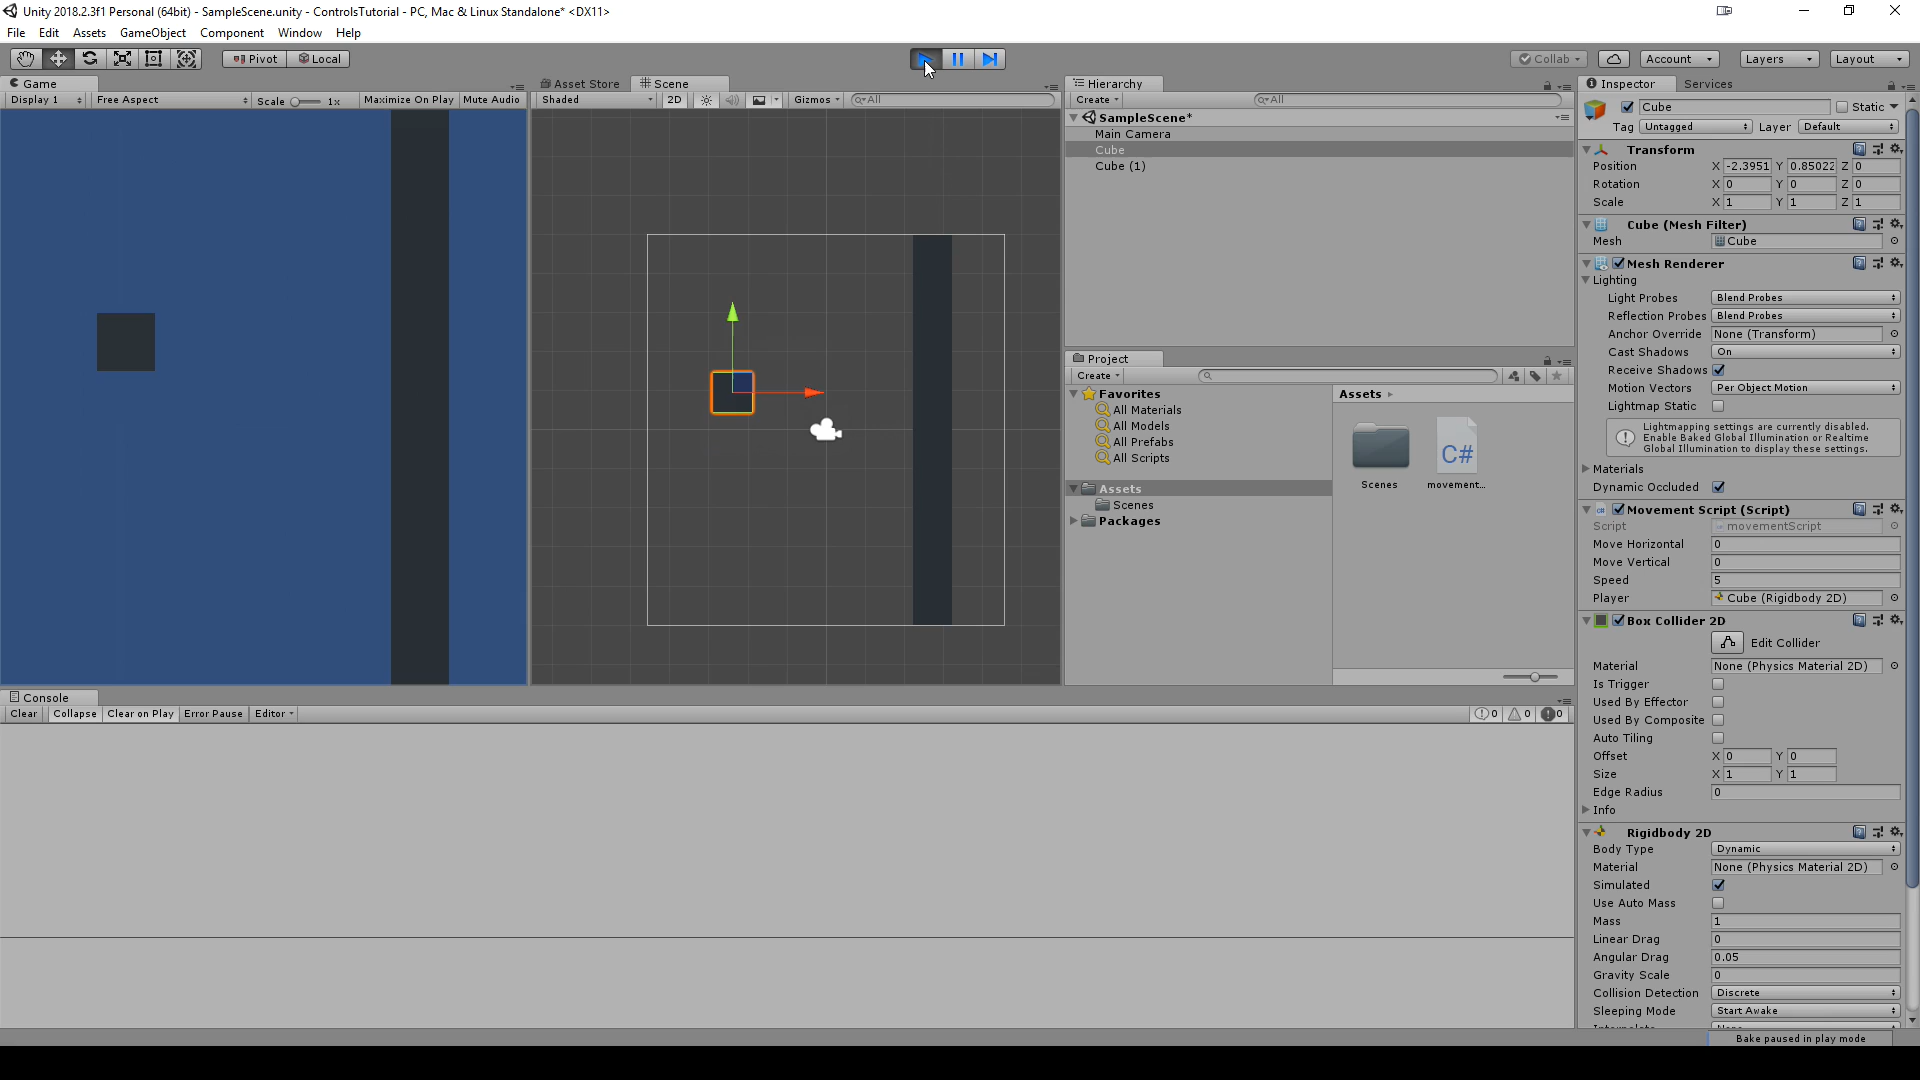 Unity 2018.2.3f1 Personal (64bit) - SampleScene.unity - ControlsTutorial - PC, Mac & Linux Standalone* <DX11>
File Edit Assets GameObject Component Window Help
Pivot Local Collab Account Layers Layout
Game
Display 1 Free Aspect Scale 1x Maximize On Play Mute Audio
Asset Store Scene
Shaded 2D Gizmos All
Hierarchy
Create All
SampleScene*
Main Camera
Cube
Cube (1)
Project
Create
Favorites
All Materials
All Models
All Prefabs
All Scripts
Assets
Scenes
Packages
Assets
C#
Scenes movement...
Console
Clear Collapse Clear on Play Error Pause Editor 0 0 0
Inspector Services
Cube Static
Tag Untagged Layer Default
Transform
Position X -2.3951 Y 0.85022 Z 0
Rotation X 0 Y 0 Z 0
Scale X 1 Y 1 Z 1
Cube (Mesh Filter)
Mesh Cube
Mesh Renderer
Lighting
Light Probes Blend Probes
Reflection Probes Blend Probes
Anchor Override None (Transform)
Cast Shadows On
Receive Shadows
Motion Vectors Per Object Motion
Lightmap Static
Lightmapping settings are currently disabled.
Enable Baked Global Illumination or Realtime
Global Illumination to display these settings.
Materials
Dynamic Occluded
Movement Script (Script)
Script movementScript
Move Horizontal 0
Move Vertical 0
Speed 5
Player Cube (Rigidbody 2D)
Box Collider 2D
Edit Collider
Material None (Physics Material 2D)
Is Trigger
Used By Effector
Used By Composite
Auto Tiling
Offset X 0 Y 0
Size X 1 Y 1
Edge Radius 0
Info
Rigidbody 2D
Body Type Dynamic
Material None (Physics Material 2D)
Simulated
Use Auto Mass
Mass 1
Linear Drag 0
Angular Drag 0.05
Gravity Scale 0
Collision Detection Discrete
Sleeping Mode Start Awake
Bake paused in play mode